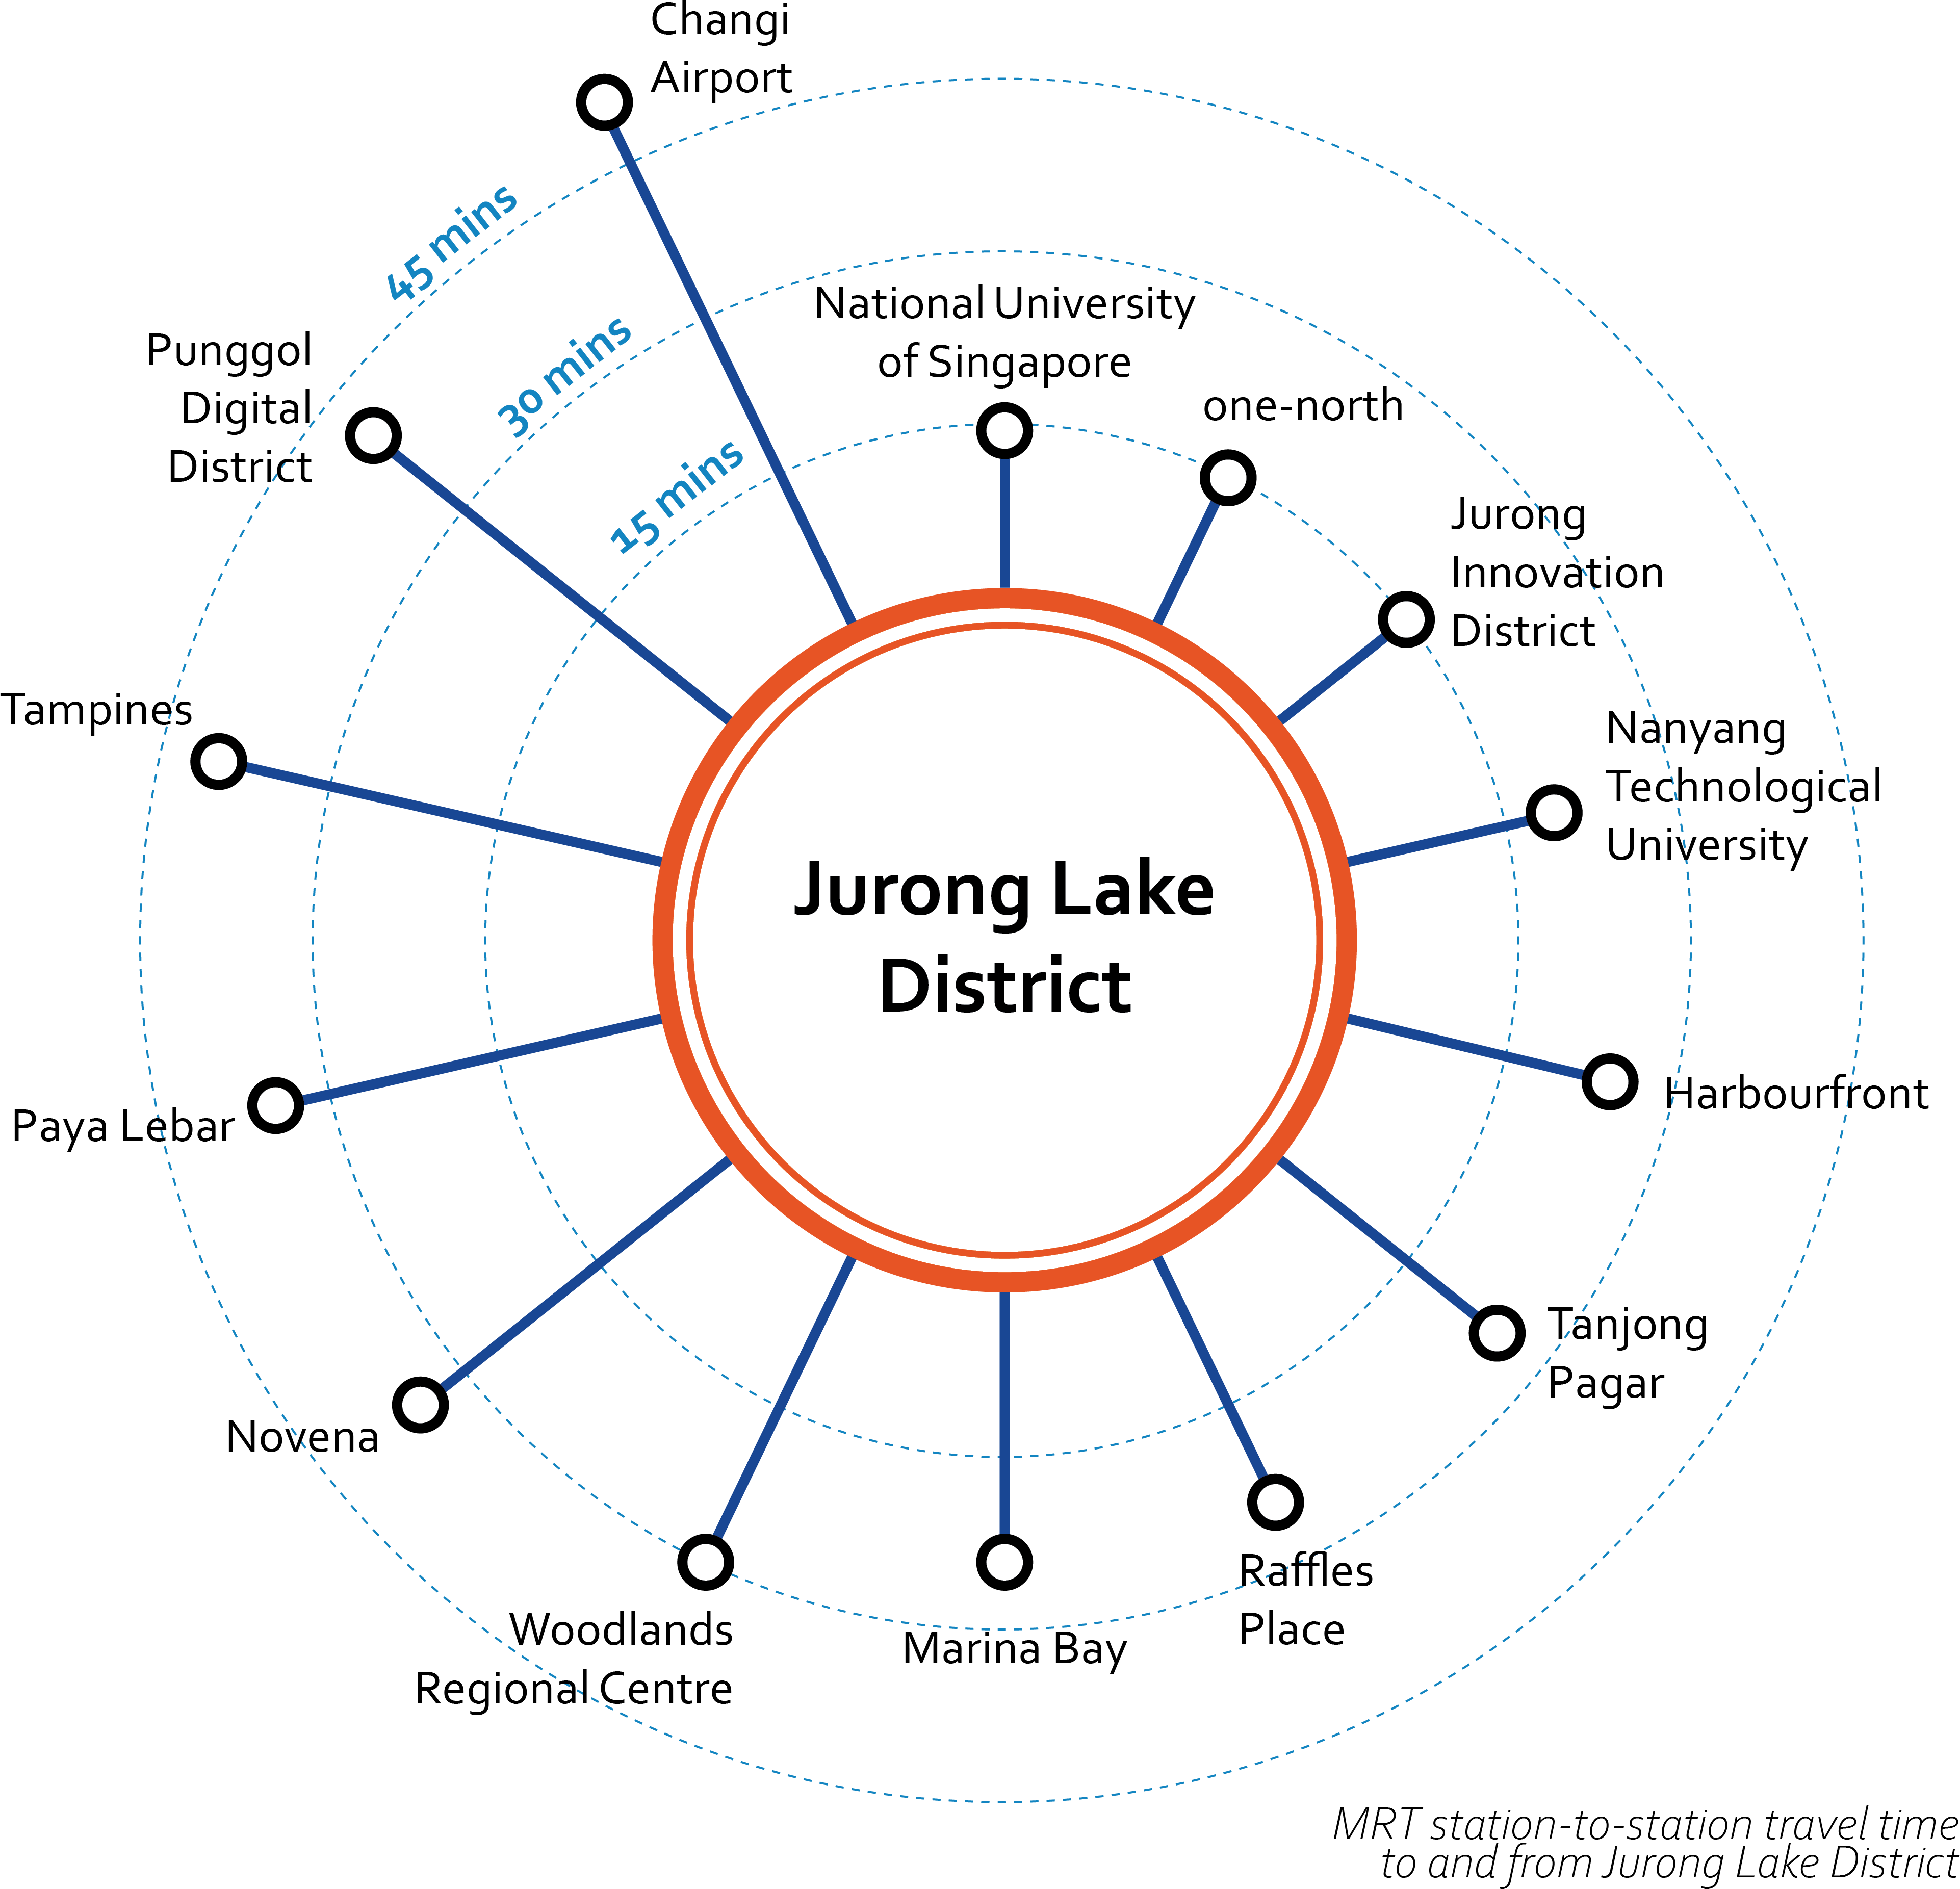 Changi
Airport
45 mins
30 mins
15 mins
National University
of Singapore
one-north
Jurong
Innovation
District
Nanyang
Technological
University
Harbourfront
Tanjong
Pagar
Raffles
Place
Marina Bay
Woodlands
Regional Centre
Novena
Paya Lebar
Tampines
Punggol
Digital
District
Jurong Lake
District
MRT station-to-station travel time
to and from Jurong Lake District